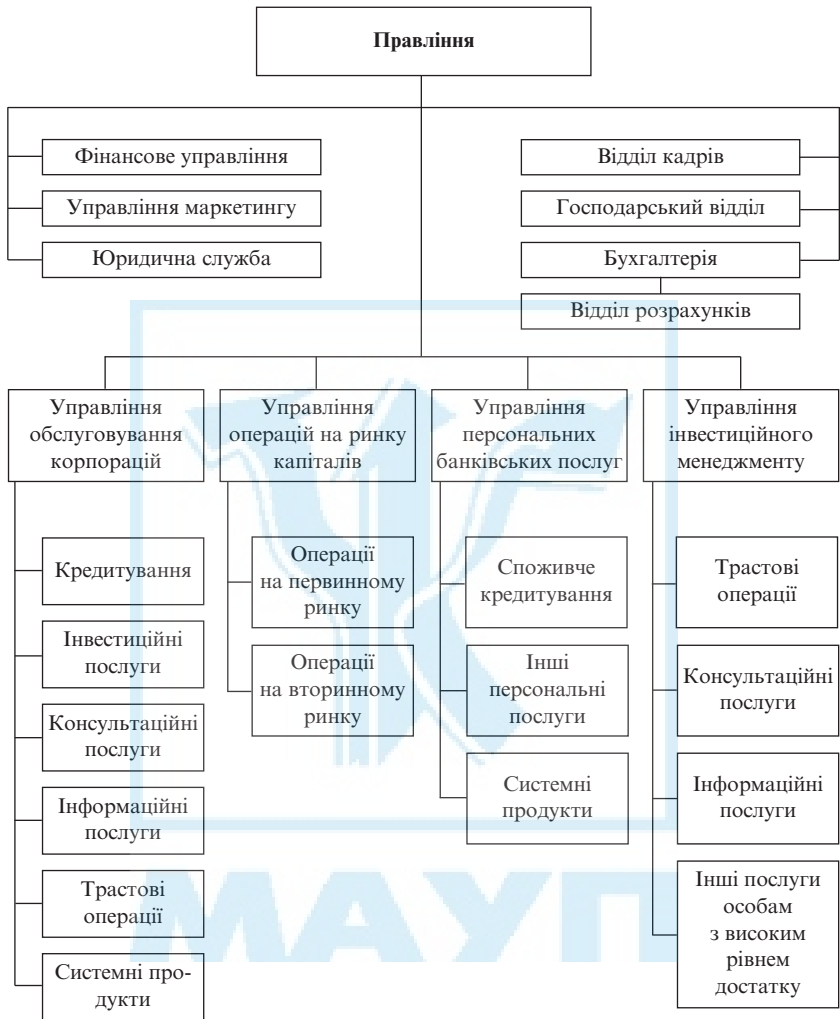 Правління
Фінансове управління
Управління маркетингу
Юридична служба
Відділ кадрів
Господарський відділ
Бухгалтерія
Відділ розрахунків
Управління
обслуговування
корпорацій
Кредитування
Інвестиційні
послуги
Консультаційні
послуги
Інформаційні
послуги
Трастові
операції
Системні про-
дукти
Управління
операцій на ринку
капіталів
Операції
на первинному
ринку
Операції
на вторинному
ринку
Управління
персональних
банківських послуг
Споживче
кредитування
Інші
персональні
послуги
Системні
продукти
Управління
інвестиційного
менеджменту
Трастові
операції
Консультаційні
послуги
Інформаційні
послуги
Інші послуги
особам
з високим
рівнем
достатку
МАУП